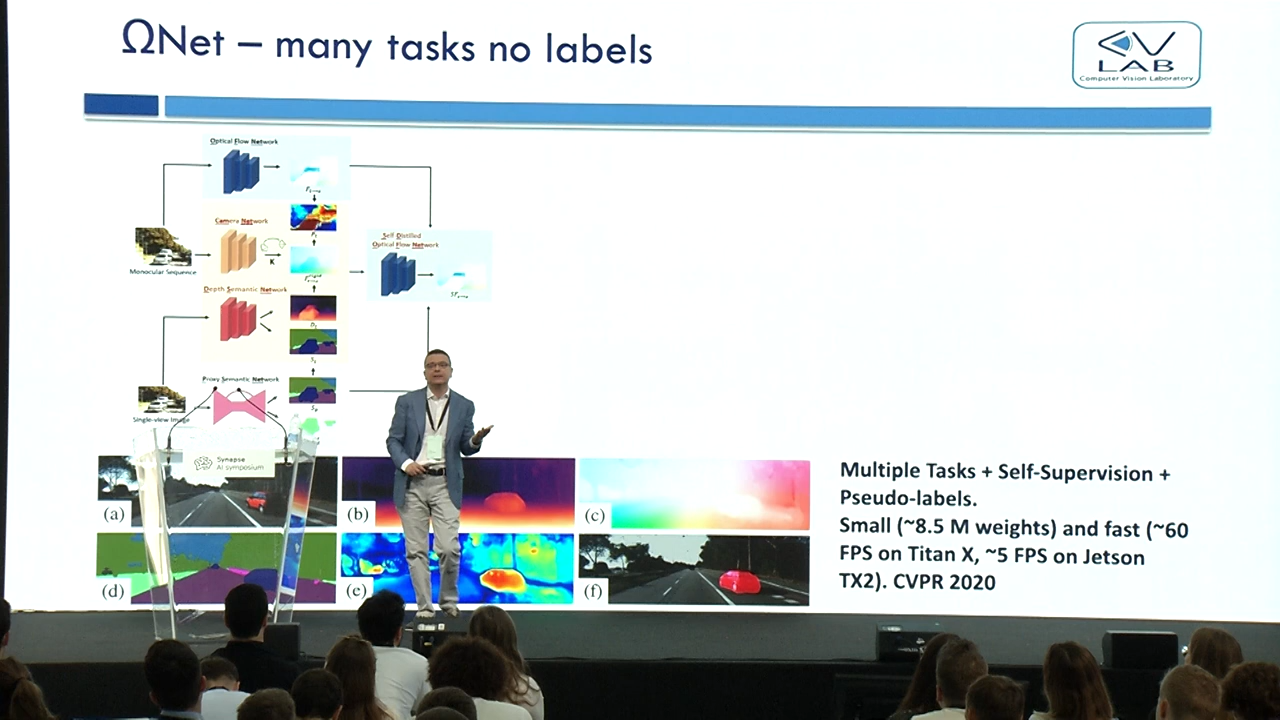 ΩNet – many tasks no labels
CV
LAB
Computer Vision Laboratory
Optical Flow Network
Camera Network
K
Self-Distilled
Optical Flow Network
Monocular Sequence
Depth Semantic Network
Proxy Semantic Network
Single-view Image
Synapse
AI symposium
(a)
(b)
(c)
(d)
(e)
(f)
Multiple Tasks + Self-Supervision +
Pseudo-labels.
Small (~8.5 M weights) and fast (~60
FPS on Titan X, ~5 FPS on Jetson
TX2). CVPR 2020